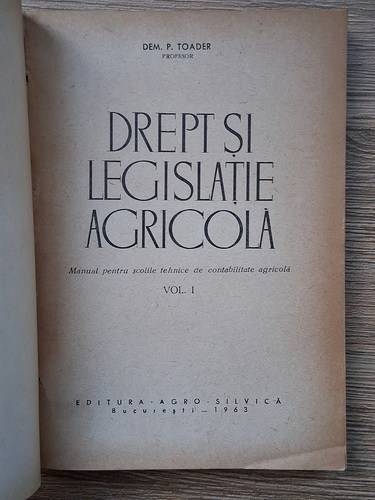 DEM. P. TOADER
PROFESOR
DREPT ȘI
LEGISLAȚIE
AGRICOLĂ
Manual pentru școlile tehnice de contabilitate agricolă
VOL. I
EDITURA-AGRO-SILVICĂ
București — 1963